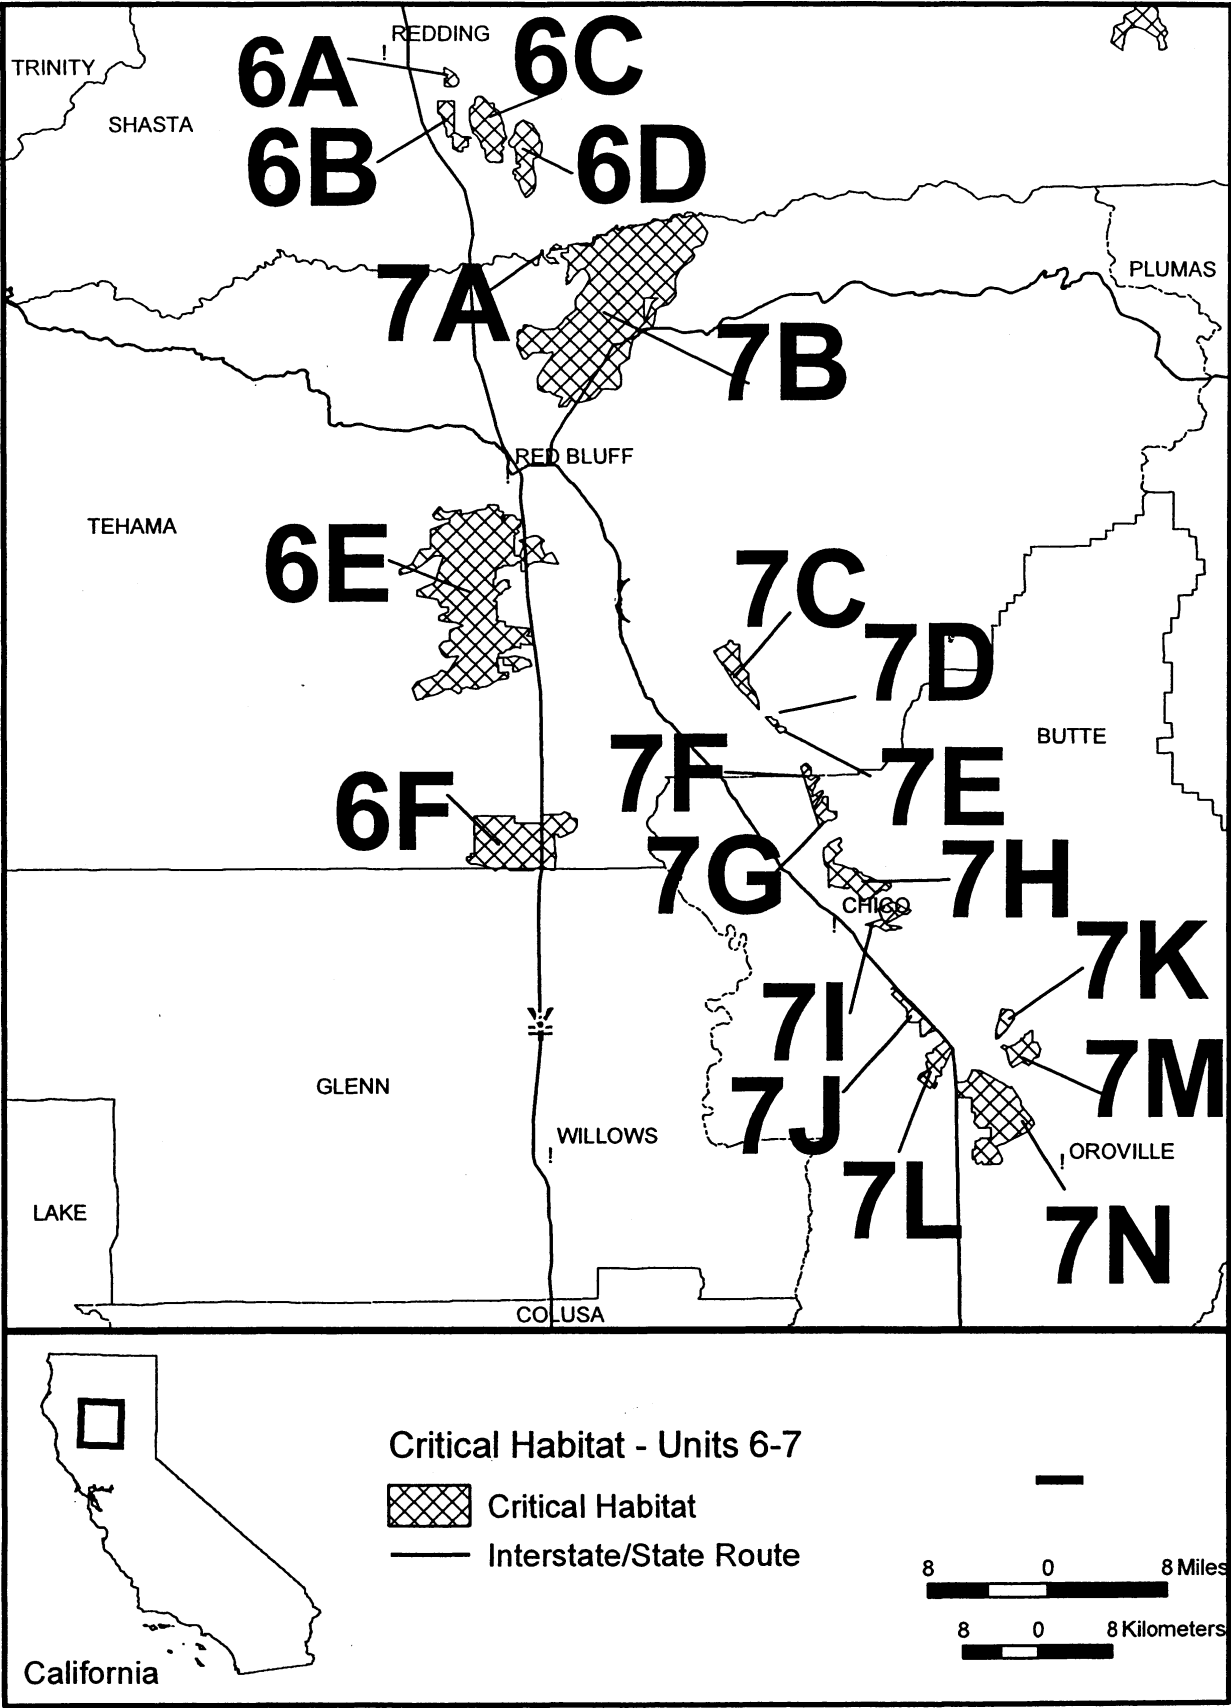 REDDING
!
6A
6C
TRINITY
SHASTA
6B
6D
7A
PLUMAS
7B
RED BLUFF
!
TEHAMA
6E
7C
7D
BUTTE
7F
7E
6F
7G
7H
CHICO
!
7K
7I
7M
GLENN
7J
WILLOWS
!
OROVILLE
!
7L
LAKE
7N
COLUSA
Critical Habitat - Units 6-7
Critical Habitat
Interstate/State Route
8 0 8 Miles
8 0 8 Kilometers
California